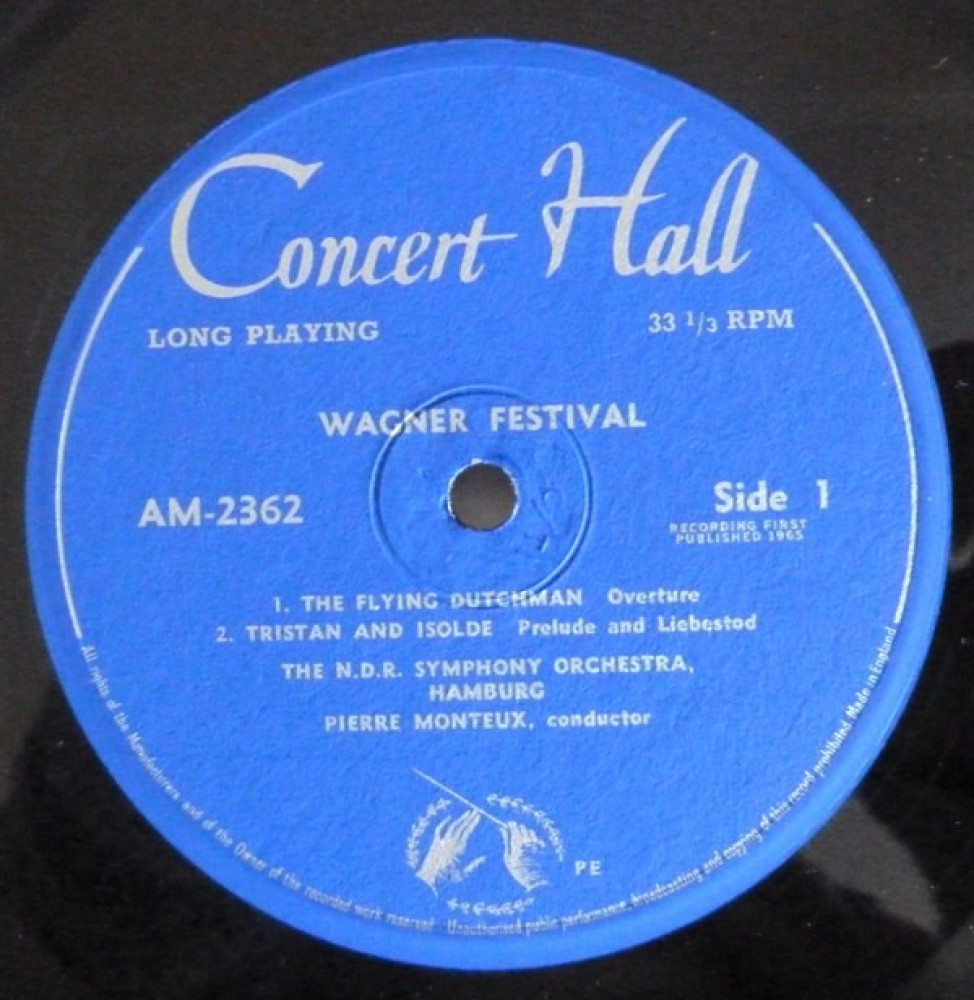 Concert Hall
LONG PLAYING
33 1/3 RPM
WAGNER FESTIVAL
AM-2362
Side 1
RECORDING FIRST
PUBLISHED 1965
1. THE FLYING DUTCHMAN Overture
2. TRISTAN AND ISOLDE Prelude and Liebestod
THE N.D.R. SYMPHONY ORCHESTRA,
HAMBURG
PIERRE MONTEUX, conductor
PE
All rights of the Manufacturers and of the Owner of the recorded work reserved Unauthorised public performance, broadcasting and copying of this record prohibited Made in England